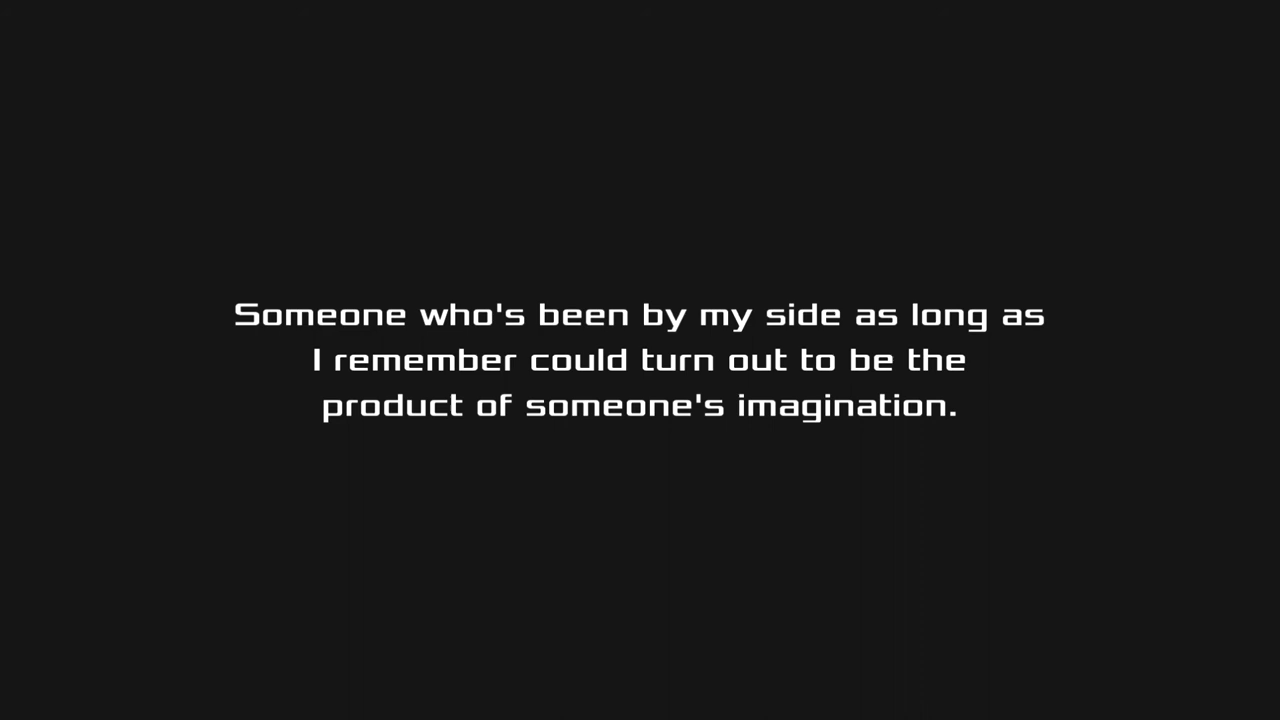 Someone who's been by my side as long as
I remember could turn out to be the
product of someone's imagination.